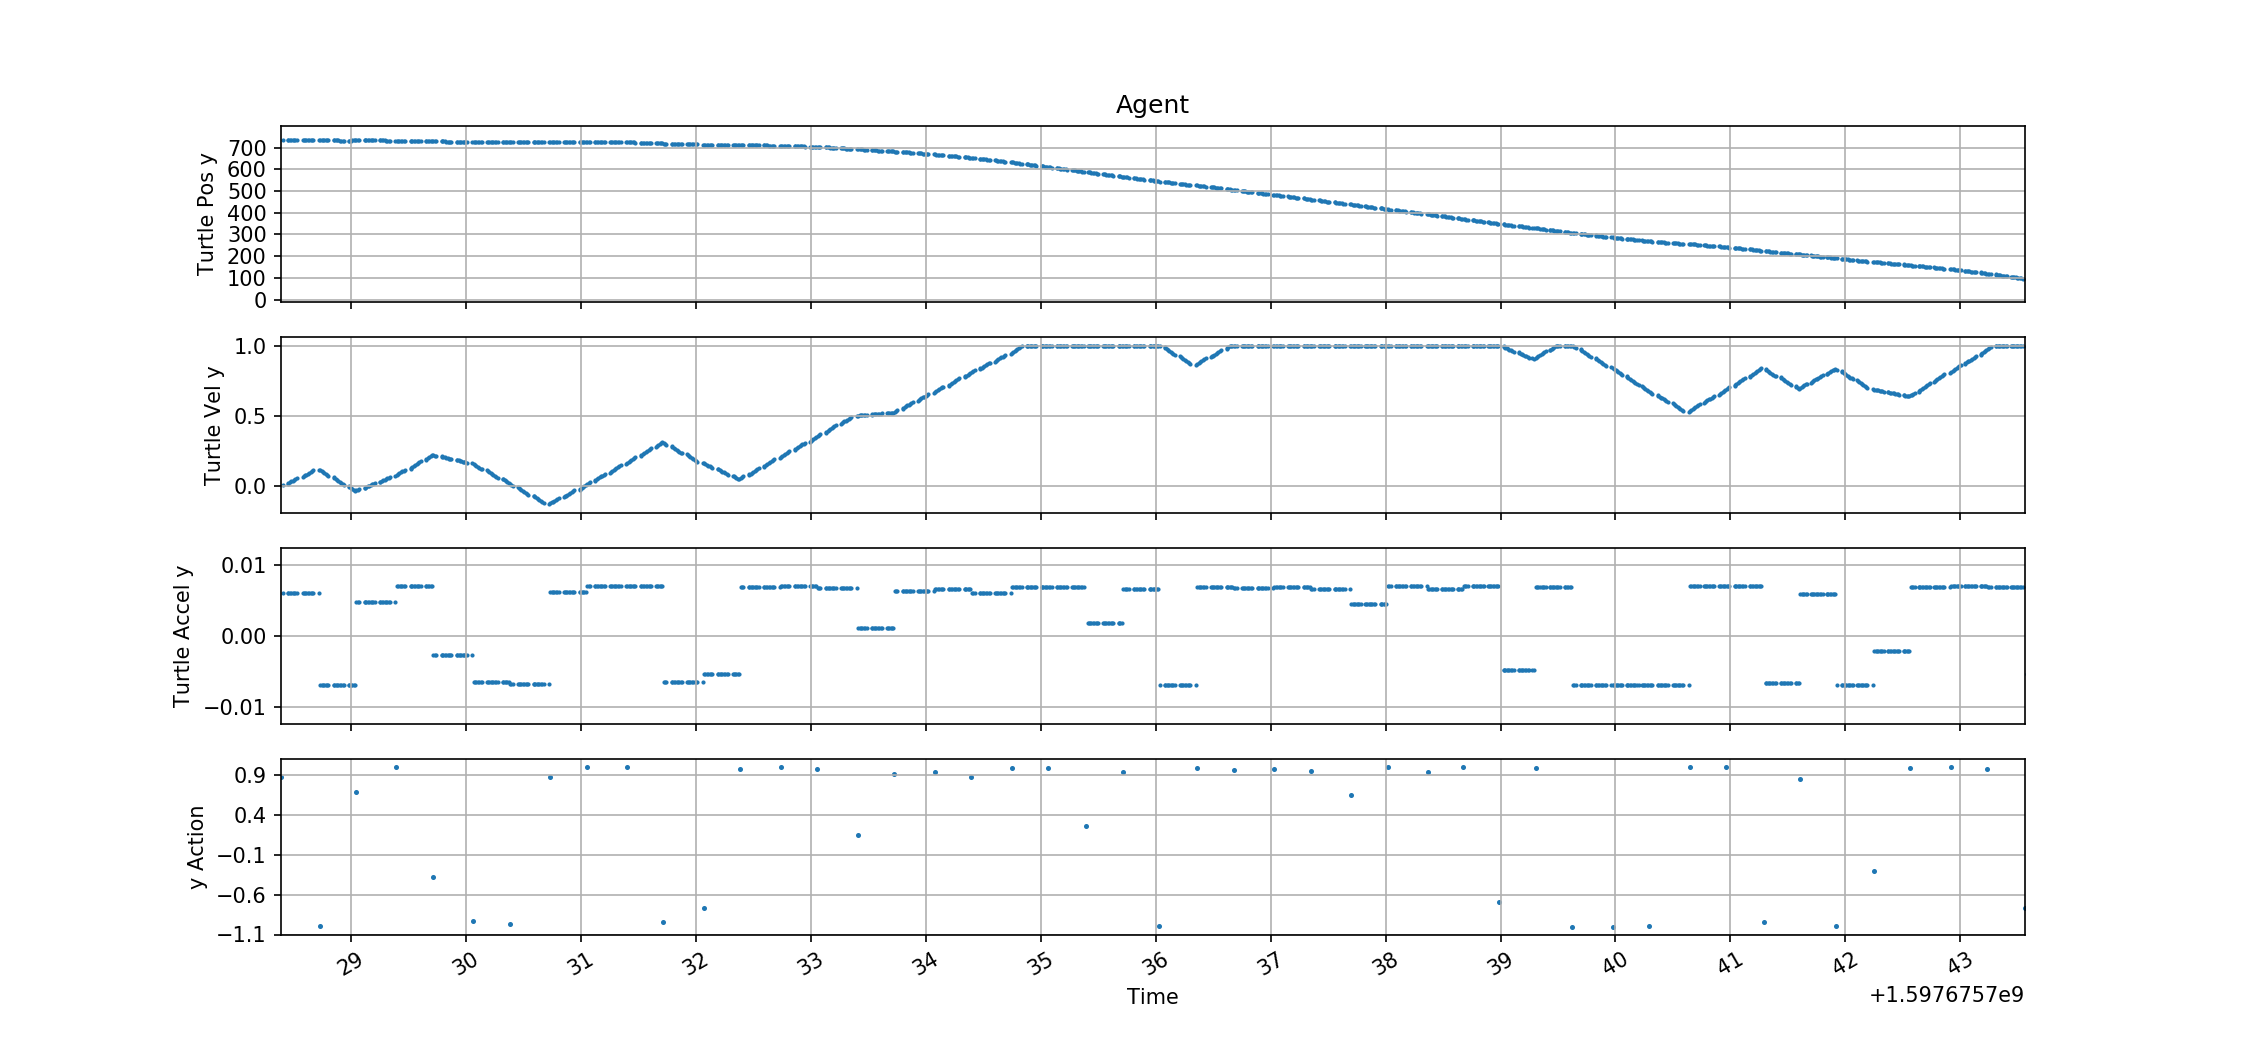 Agent
Turtle Pos y
700
600
500
400
300
200
100
0
Turtle Vel y
1.0
0.5
0.0
Turtle Accel y
0.01
0.00
−0.01
y Action
0.9
0.4
−0.1
−0.6
−1.1
29 30 31 32 33 34 35 36 37 38 39 40 41 42 43
Time
+1.5976757e9